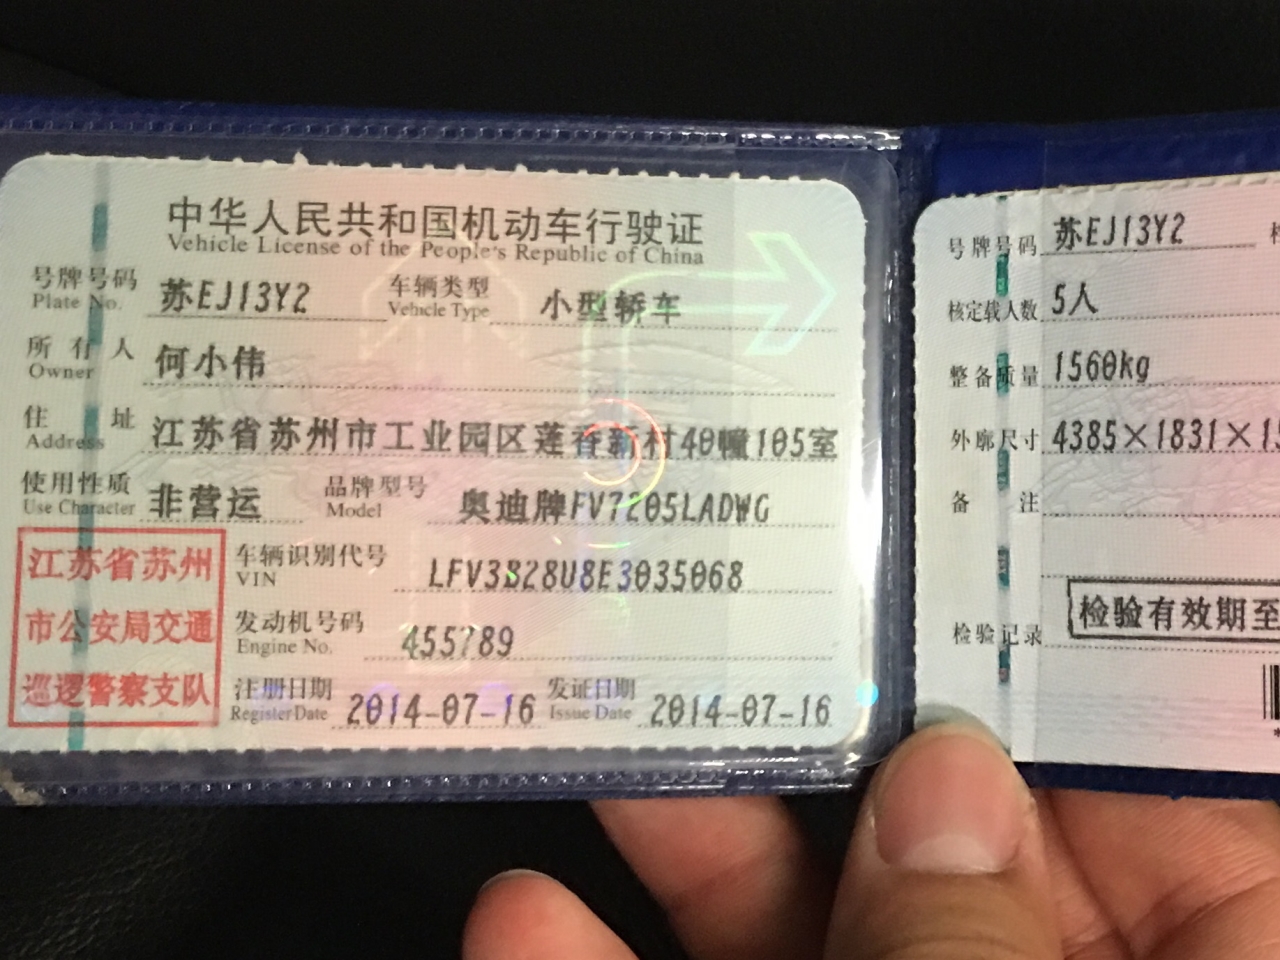 中华人民共和国机动车行驶证
Vehicle License of the People's Republic of China
号牌号码 苏EJ13Y2 车辆类型 小型轿车
Plate No. Vehicle Type
所有人 何小伟
Owner
住址 江苏省苏州市工业园区莲香新村40幢105室
Address
使用性质 非营运 品牌型号 奥迪牌FV7205LADWG
Use Character Model
江苏省苏州
市公安局交通
巡逻警察支队
车辆识别代号 LFV3B28U8E3035068
VIN
发动机号码 455789
Engine No.
注册日期 2014-07-16 发证日期 2014-07-16
Register Date Issue Date
号牌号码 苏EJ13Y2
核定载人数 5人
整备质量 1560kg
外廓尺寸 4385×1831×1
备注
检验记录 检验有效期至